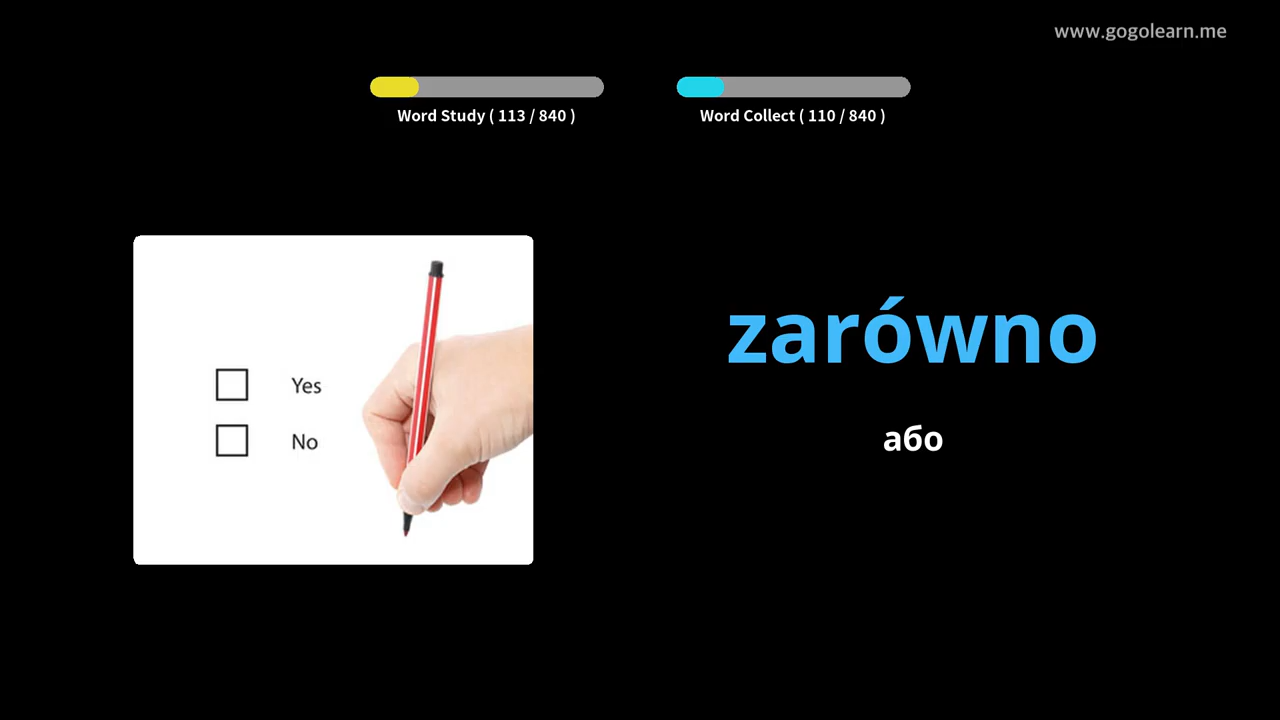 www.gogolearn.me
Word Study ( 113 / 840 )
Word Collect ( 110 / 840 )
Yes
No
zarówno
або